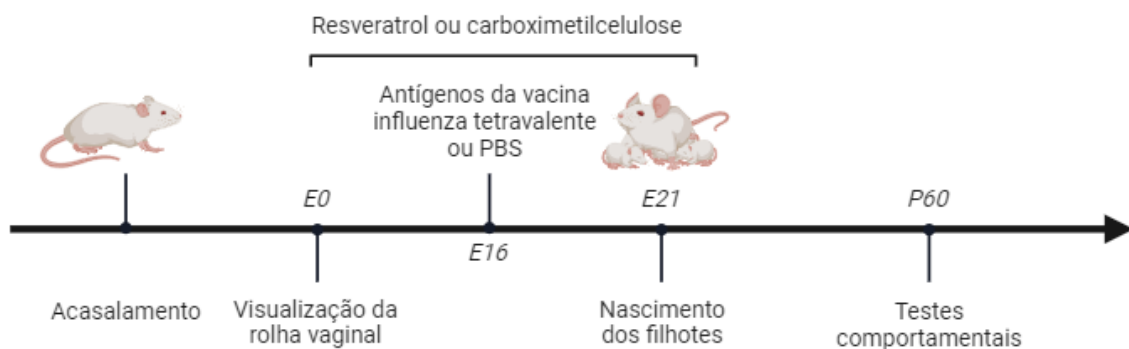 Resveratrol ou carboximetilcelulose
Antígenos da vacina
influenza tetravalente
ou PBS
E0
E21
P60
E16
Acasalamento
Visualização da
rolha vaginal
Nascimento
dos filhotes
Testes
comportamentais